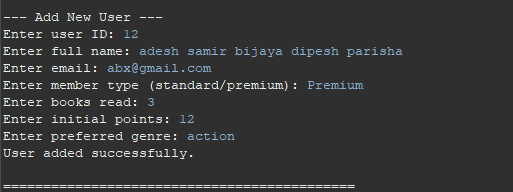 --- Add New User ---
Enter user ID: 12
Enter full name: adesh samir bijaya dipesh parisha
Enter email: abx@gmail.com
Enter member type (standard/premium): Premium
Enter books read: 3
Enter initial points: 12
Enter preferred genre: action
User added successfully.
============================================